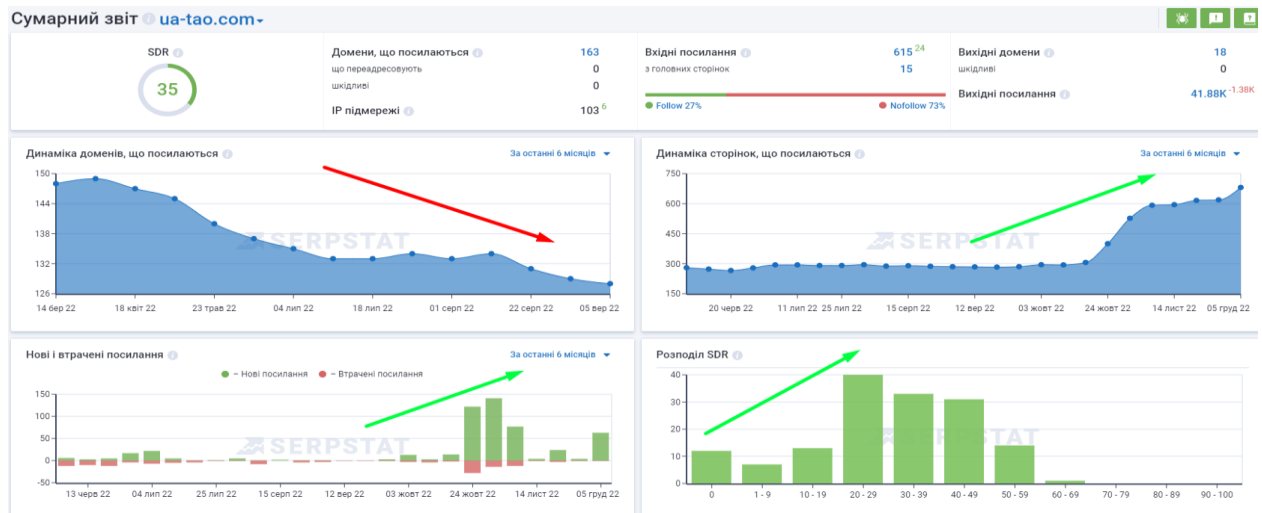 Сумарний звіт ua-tao.com
SDR
35
Домени, що посилаються 163
що переадресовують 0
шкідливі 0
IP підмережі 103 6
Вхідні посилання 615 24
з головних сторінок 15
Follow 27% Nofollow 73%
Вихідні домени 18
шкідливі 0
Вихідні посилання 41.88K -1.38K
Динаміка доменів, що посилаються За останні 6 місяців
150
144
138
132
126
SERPSTAT
14 бер 22 18 квіт 22 23 трав 22 04 лип 22 18 лип 22 01 серп 22 22 серп 22 05 вер 22
Динаміка сторінок, що посилаються За останні 6 місяців
750
600
450
300
150
SERPSTAT
20 черв 22 11 лип 22 25 лип 22 15 серп 22 12 вер 22 03 жовт 22 24 жовт 22 14 лист 22 05 груд 22
Нові і втрачені посилання За останні 6 місяців
– Нові посилання – Втрачені посилання
150
100
50
0
-50
SERPSTAT
13 черв 22 04 лип 22 25 лип 22 15 серп 22 12 вер 22 03 жовт 22 24 жовт 22 14 лист 22 05 груд 22
Розподіл SDR
40
30
20
10
0
SERPSTAT
0 1 - 9 10 - 19 20 - 29 30 - 39 40 - 49 50 - 59 60 - 69 70 - 79 80 - 89 90 - 100